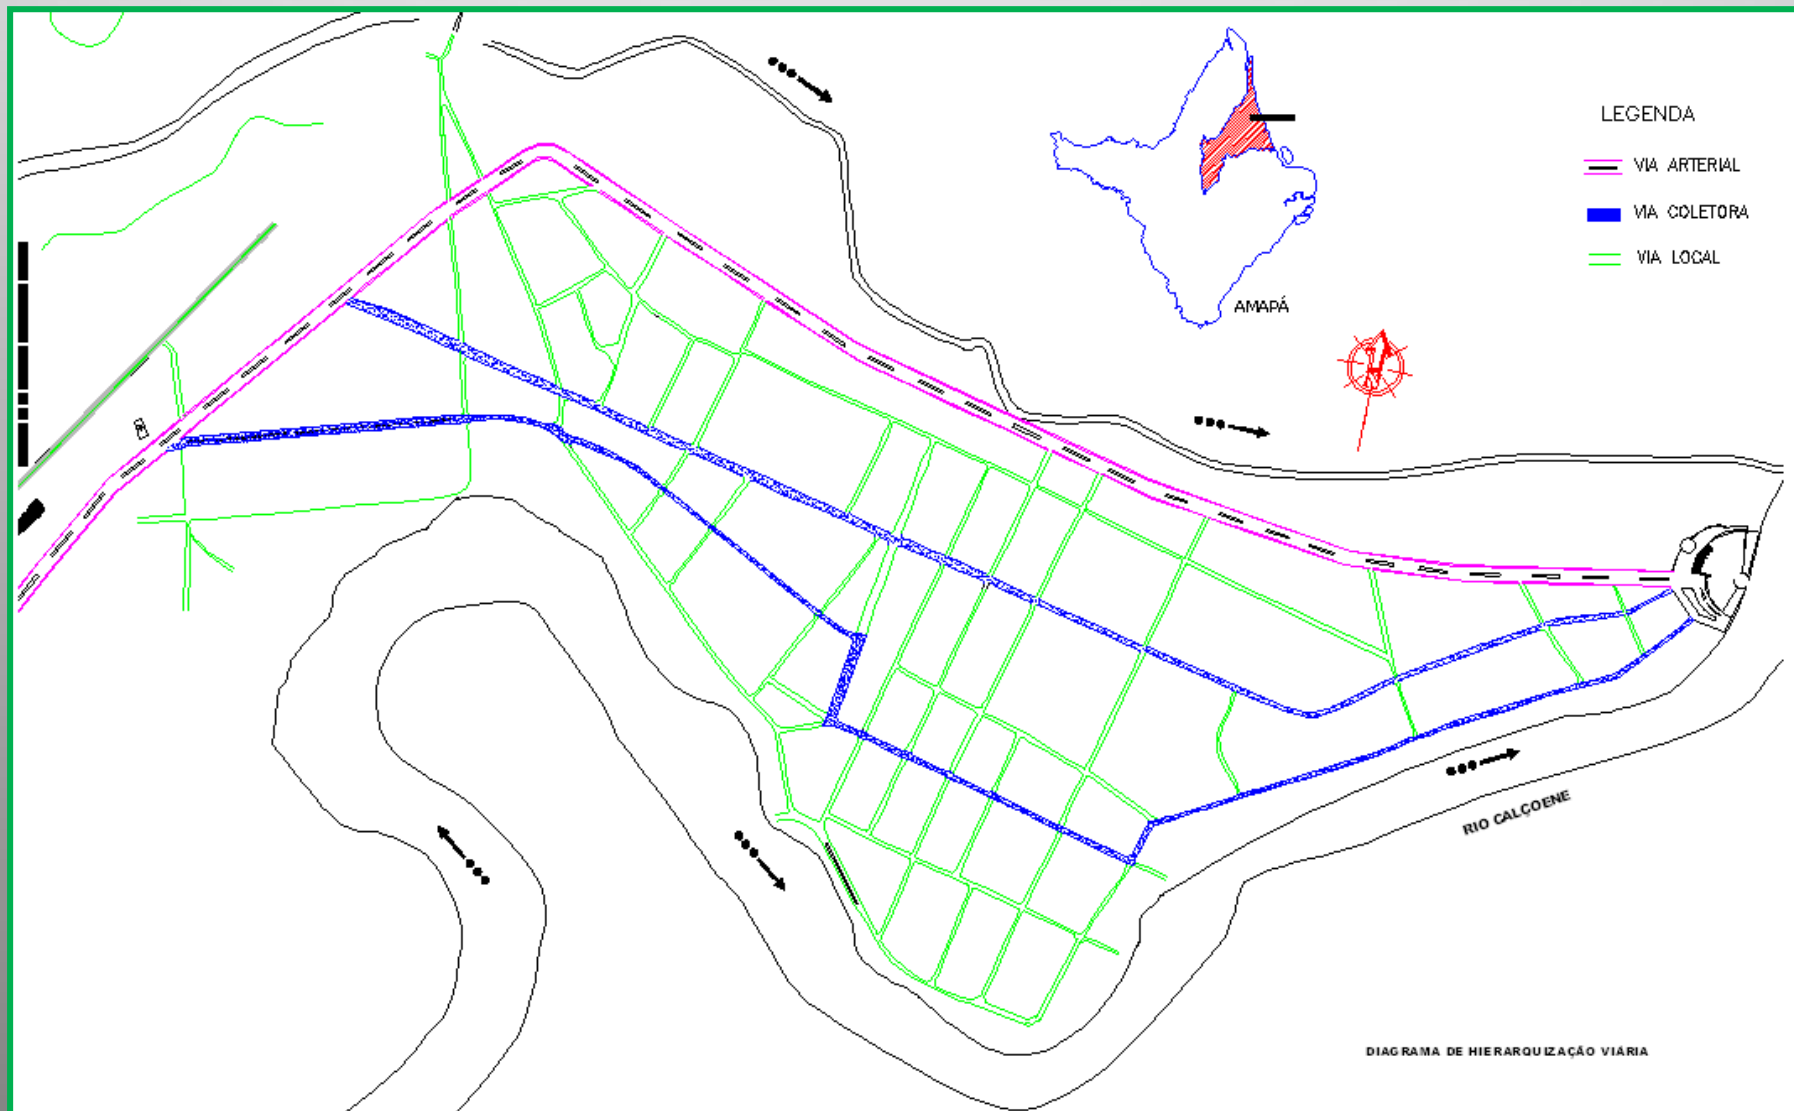 LEGENDA
VIA ARTERIAL
VIA COLETORA
VIA LOCAL
AMAPÁ
RIO CALÇOENE
DIAGRAMA DE HIERARQUIZAÇÃO VIÁRIA